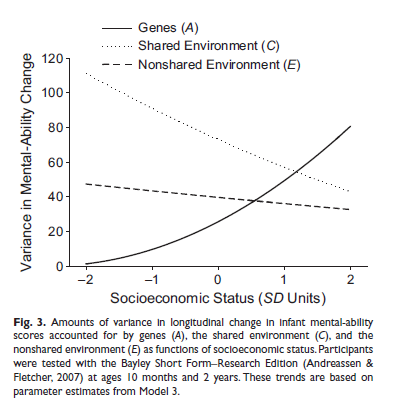 Genes (A)
Shared Environment (C)
Nonshared Environment (E)
Variance in Mental-Ability Change
120
100
80
60
40
20
0
−2
−1
0
1
2
Socioeconomic Status (SD Units)
Fig. 3. Amounts of variance in longitudinal change in infant mental-ability
scores accounted for by genes (A), the shared environment (C), and the
nonshared environment (E) as functions of socioeconomic status. Participants
were tested with the Bayley Short Form–Research Edition (Andreassen &
Fletcher, 2007) at ages 10 months and 2 years. These trends are based on
parameter estimates from Model 3.